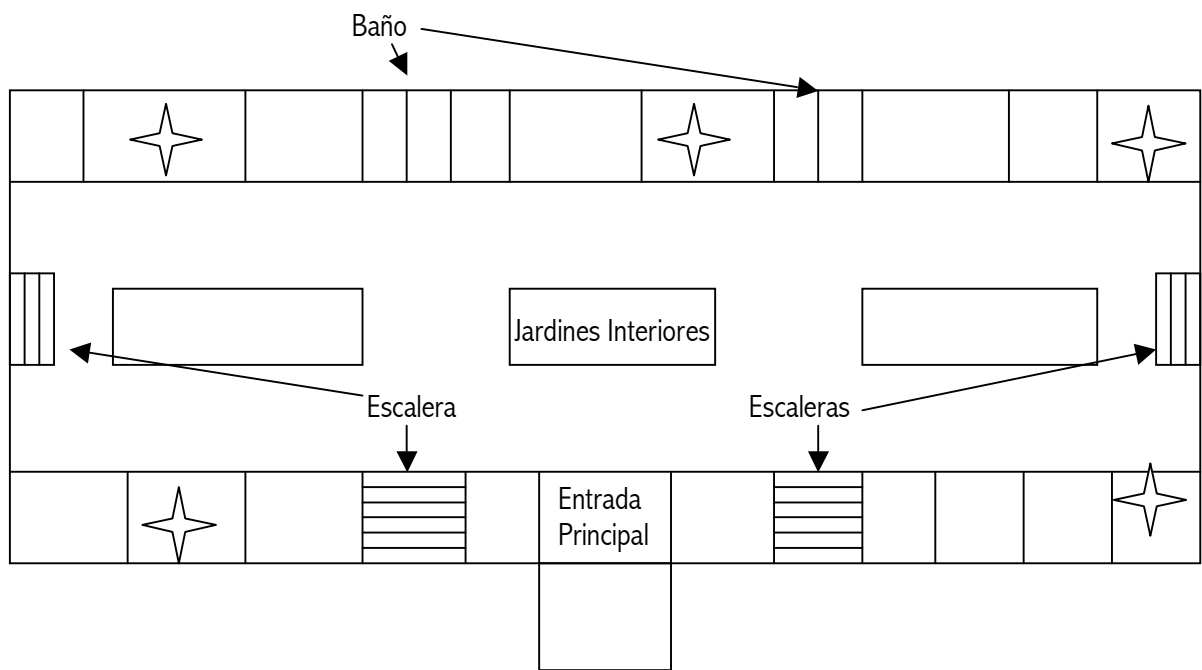 Baño
Jardines Interiores
Escalera
Escaleras
Entrada
Principal